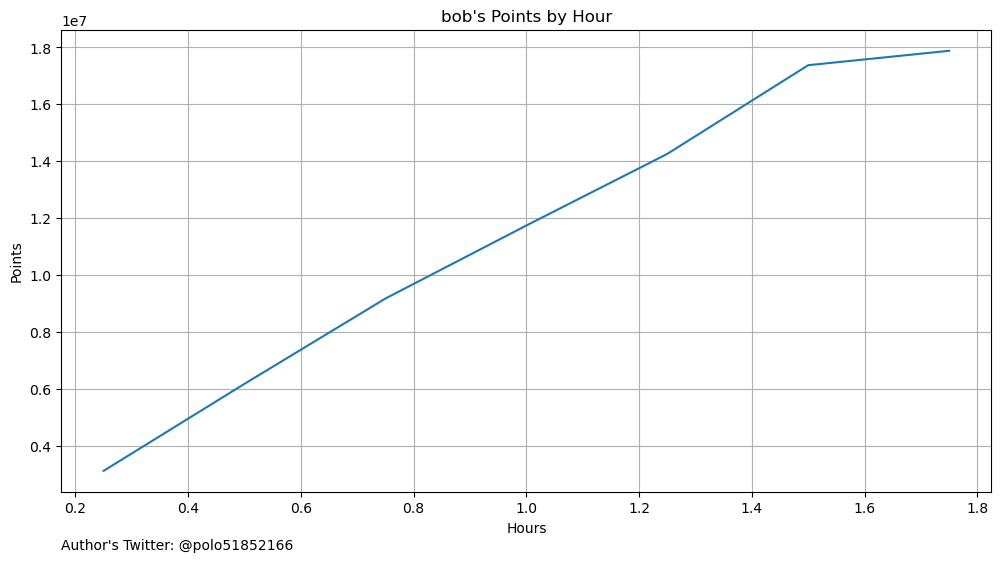 bob's Points by Hour
1e7
1.8
1.6
1.4
1.2
1.0
0.8
0.6
0.4
Points
0.2 0.4 0.6 0.8 1.0 1.2 1.4 1.6 1.8
Hours
Author's Twitter: @polo51852166